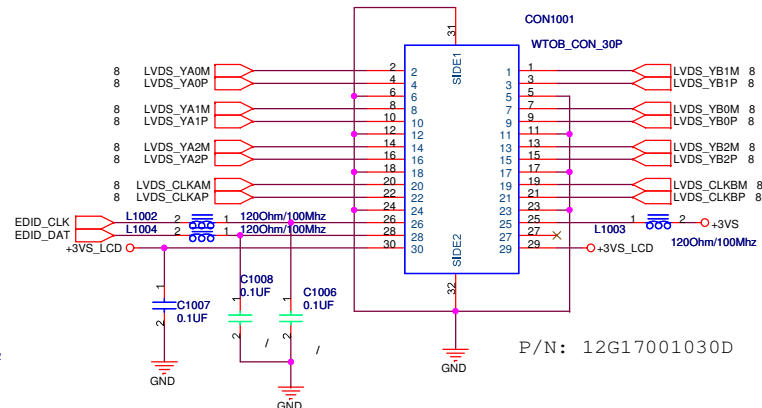 CON1001
WTOB_CON_30P
31
SIDE1
8 LVDS_YA0M 2 2 1 1 LVDS_YB1M 8
8 LVDS_YA0P 4 4 3 3 LVDS_YB1P 8
6 6 5 5
8 LVDS_YA1M 8 8 7 7 LVDS_YB0M 8
8 LVDS_YA1P 10 10 9 9 LVDS_YB0P 8
12 12 11 11
8 LVDS_YA2M 14 14 13 13 LVDS_YB2M 8
8 LVDS_YA2P 16 16 15 15 LVDS_YB2P 8
18 18 17 17
8 LVDS_CLKAM 20 20 19 19 LVDS_CLKBM 8
8 LVDS_CLKAP 22 22 21 21 LVDS_CLKBP 8
24 24 23 23
EDID_CLK L1002 2 1 120Ohm/100Mhz 26 26 25 25 L1003 1 2 +3VS
EDID_DAT L1004 2 1 120Ohm/100Mhz 28 28 27 27
+3VS_LCD 30 30 29 29 +3VS_LCD 120Ohm/100Mhz
SIDE2
32
1 C1007 0.1UF 2
1 C1008 0.1UF 2 /
1 C1006 0.1UF 2 /
GND
GND
GND
P/N: 12G17001030D